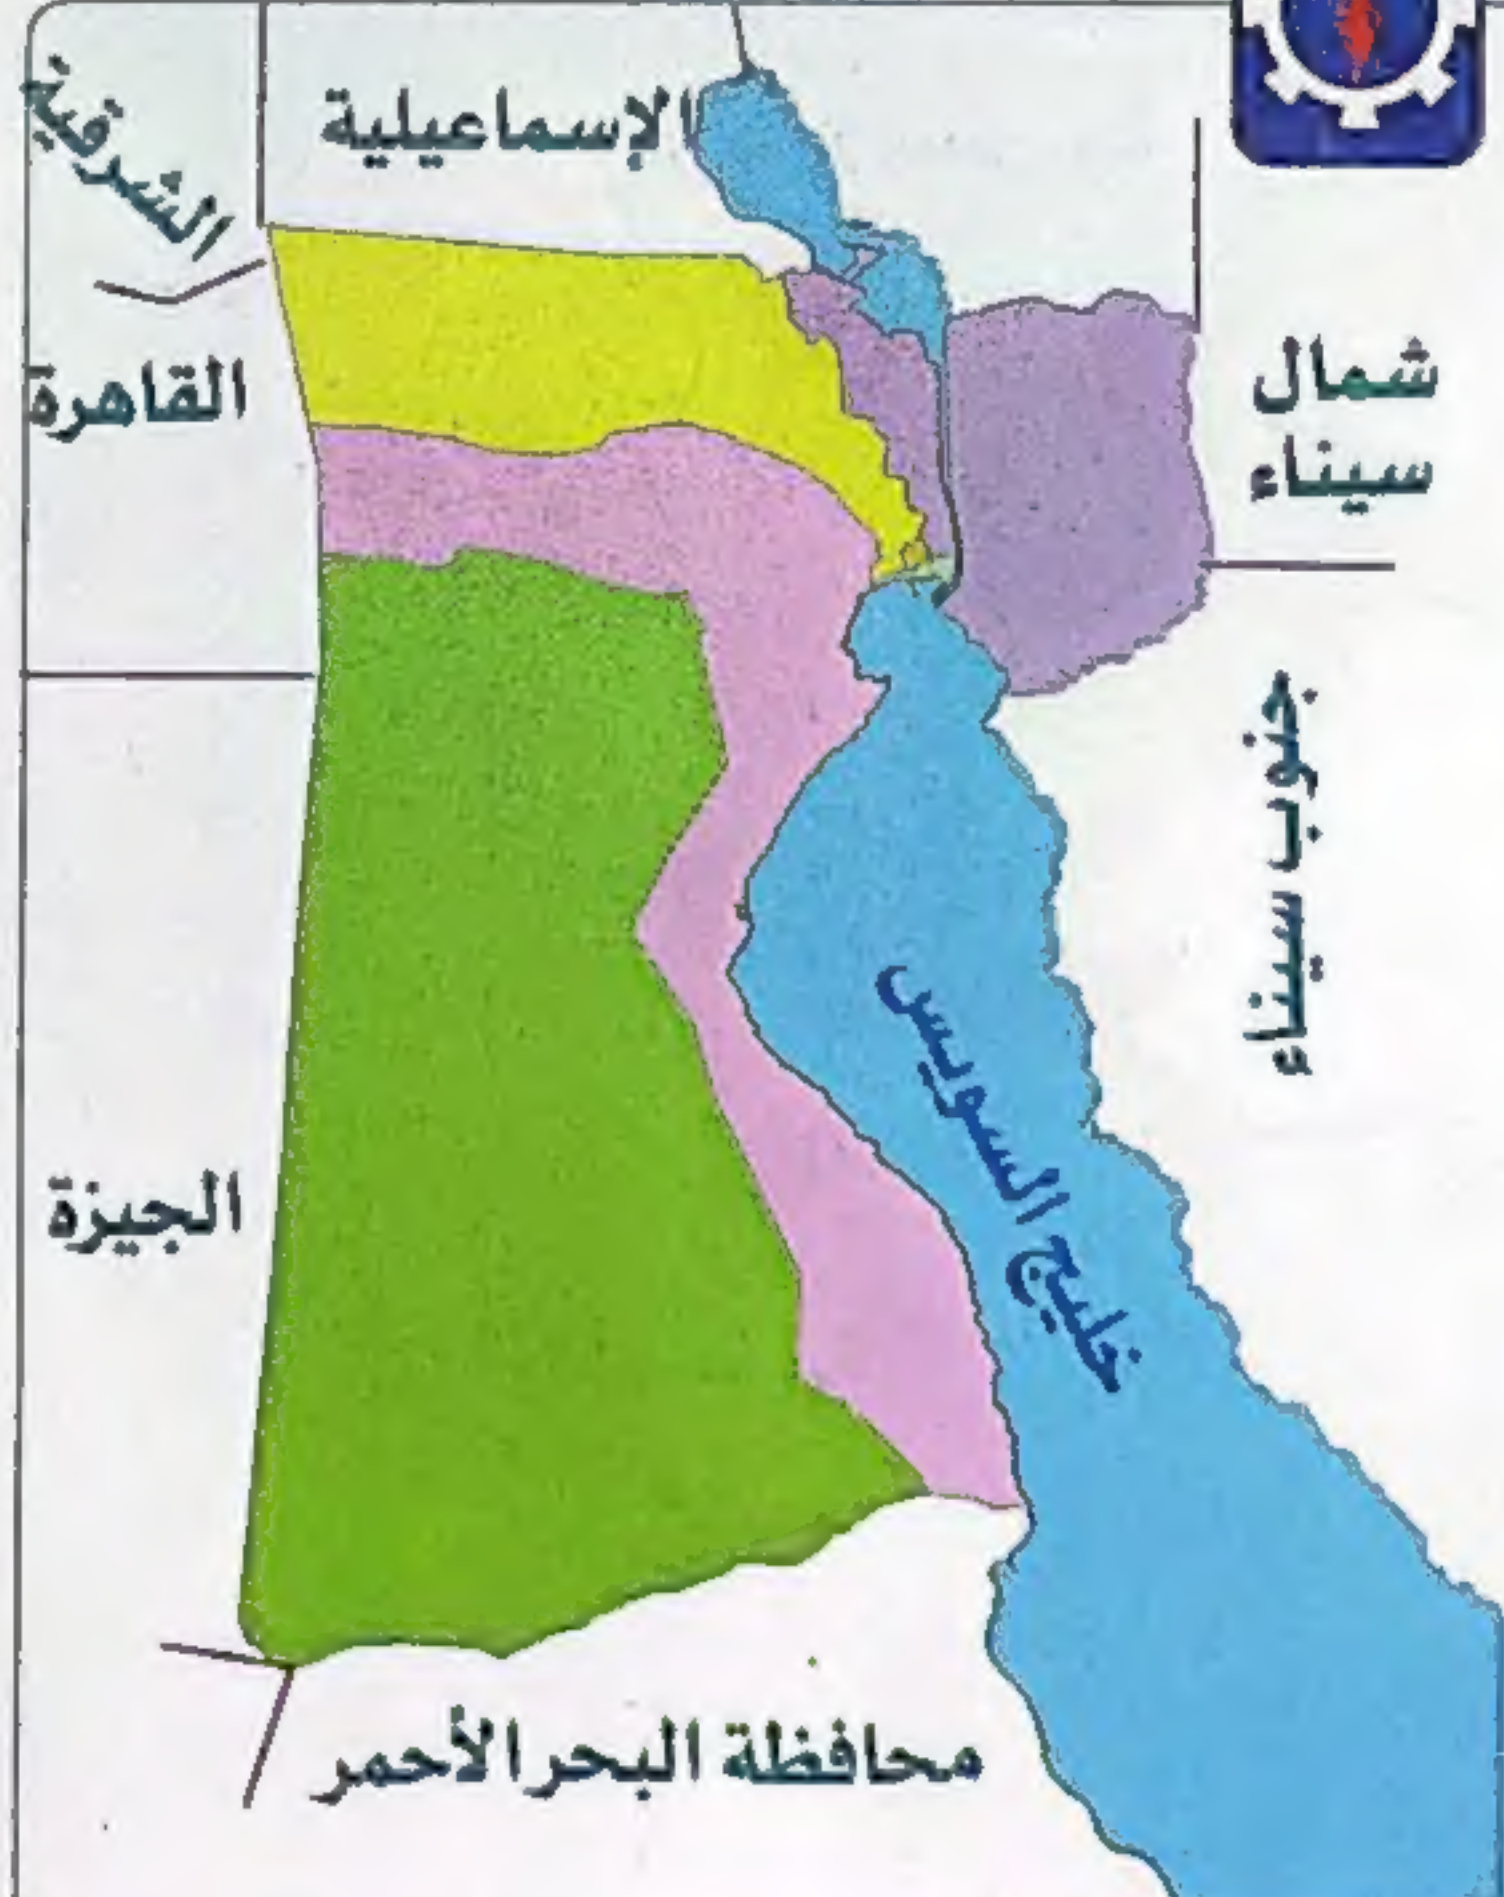 الإسماعيلية
الشرقية
القاهرة
شمال
سيناء
جنوب سيناء
خليج السويس
الجيزة
محافظة البحر الأحمر